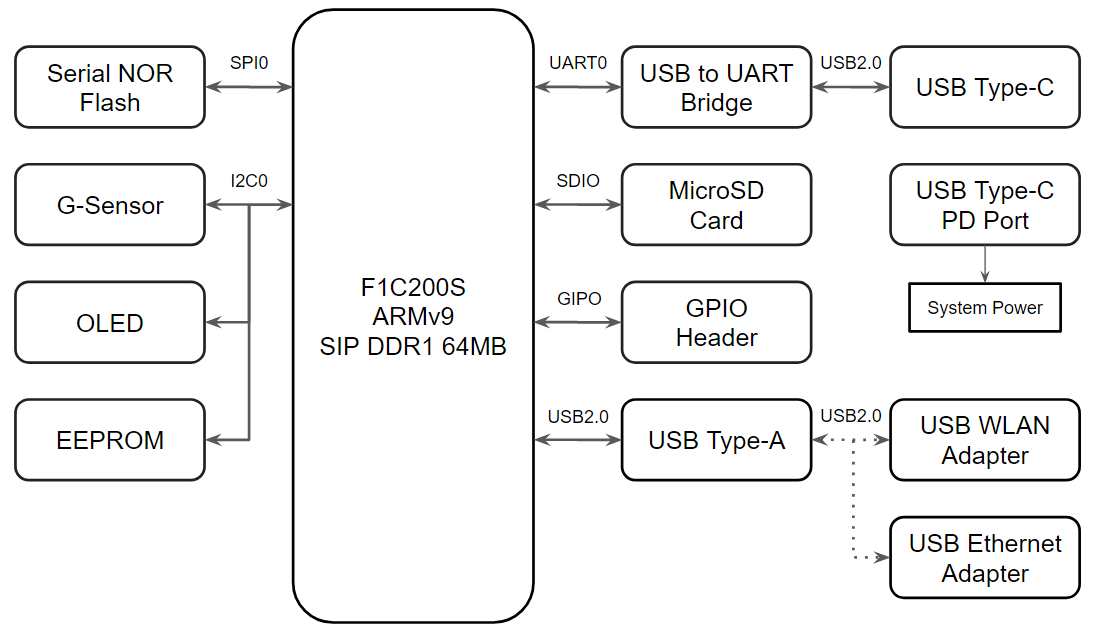 Serial NOR
Flash
SPI0
G-Sensor
I2C0
OLED
EEPROM
F1C200S
ARMv9
SIP DDR1 64MB
UART0
USB to UART
Bridge
USB2.0
USB Type-C
SDIO
MicroSD
Card
USB Type-C
PD Port
System Power
GIPO
GPIO
Header
USB2.0
USB Type-A
USB2.0
USB WLAN
Adapter
USB Ethernet
Adapter